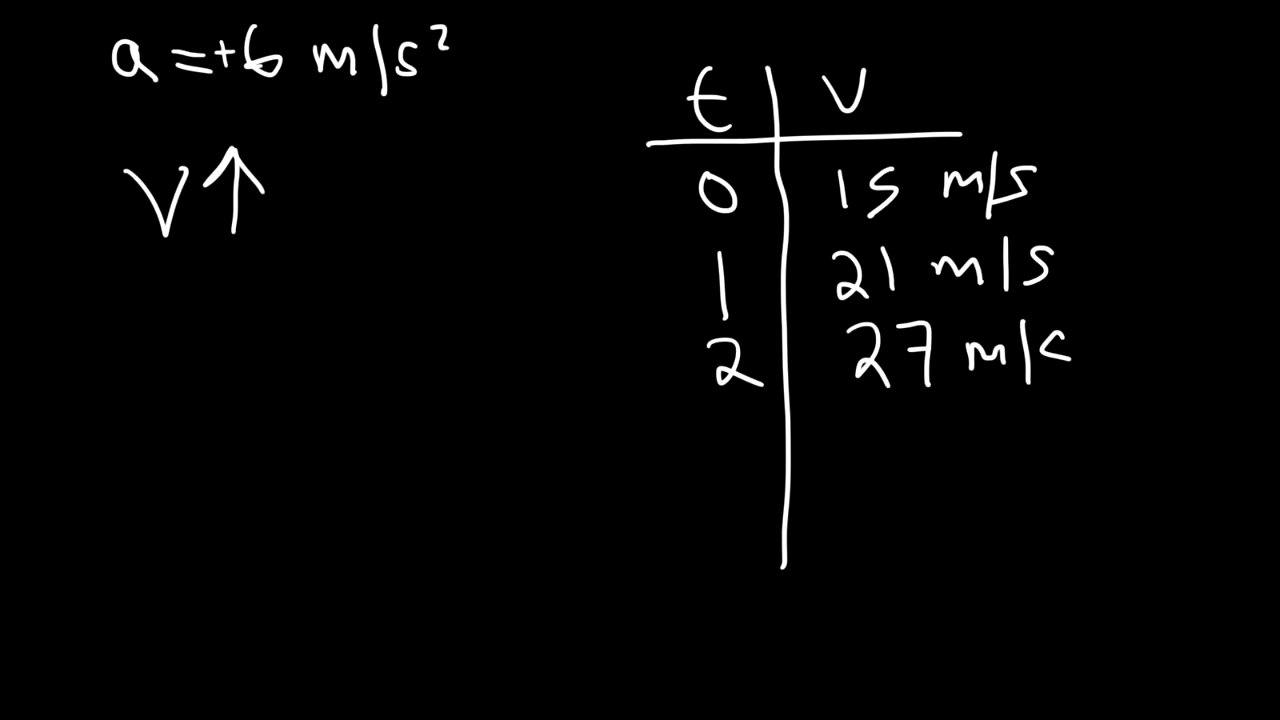 a = +6 m/s²
V↑
t V
0 15 m/s
1 21 m/s
2 27 m/s